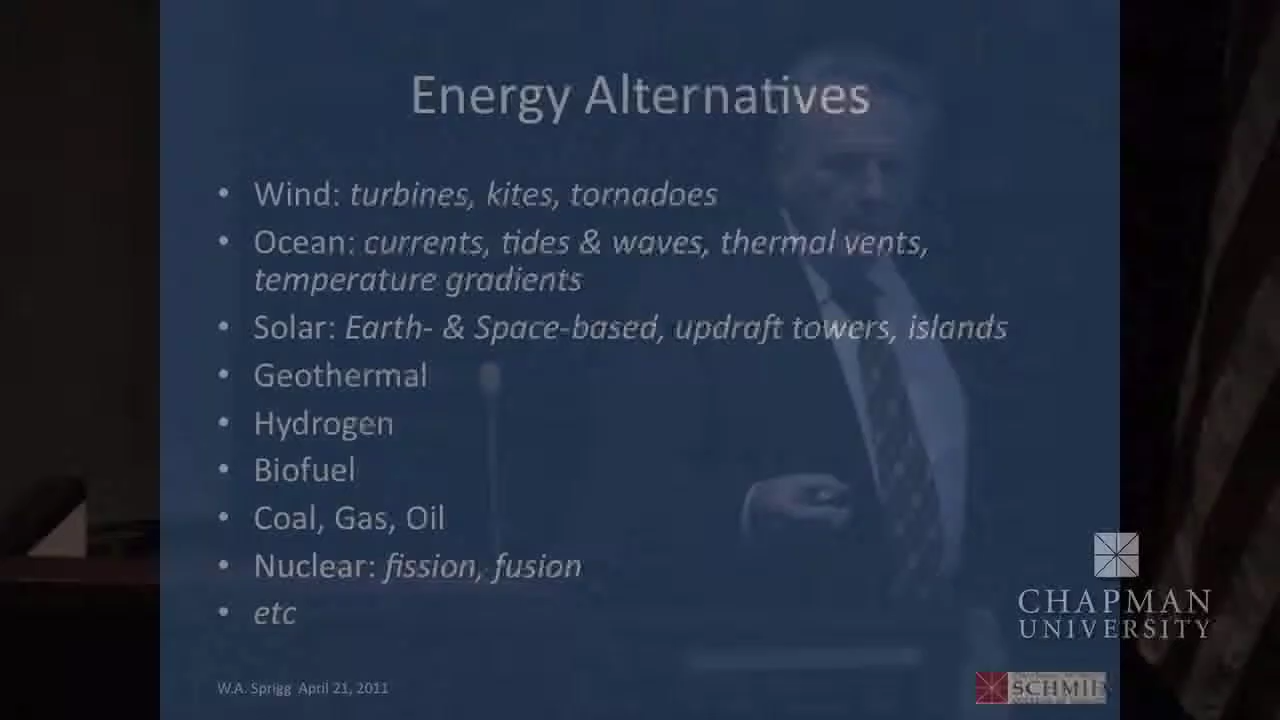 Energy Alternatives
• Wind: turbines, kites, tornadoes
• Ocean: currents, tides & waves, thermal vents,
temperature gradients
• Solar: Earth- & Space-based, updraft towers, islands
• Geothermal
• Hydrogen
• Biofuel
• Coal, Gas, Oil
• Nuclear: fission, fusion
• etc
CHAPMAN
UNIVERSITY
W.A. Sprigg April 21, 2011